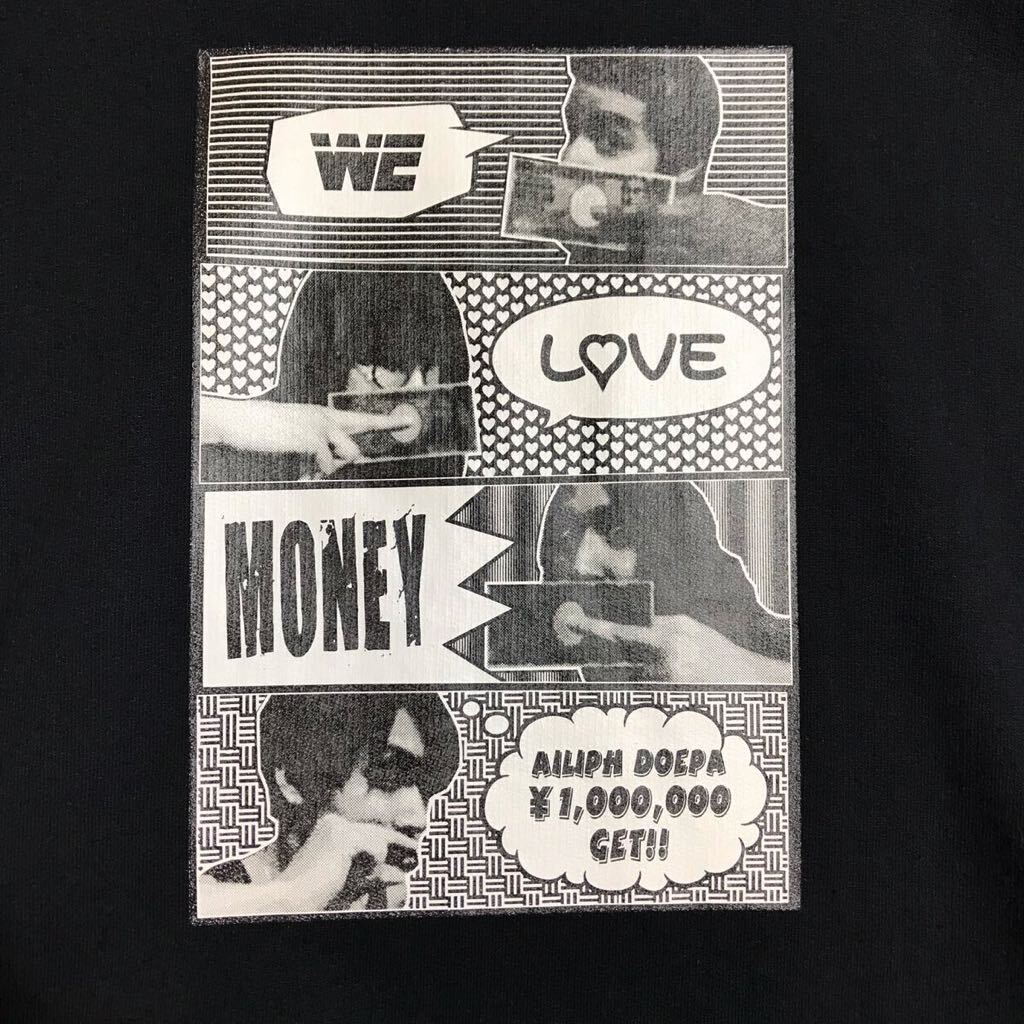 WE
LOVE
MONEY
AILIPH DOEPA
¥1,000,000
GET!!